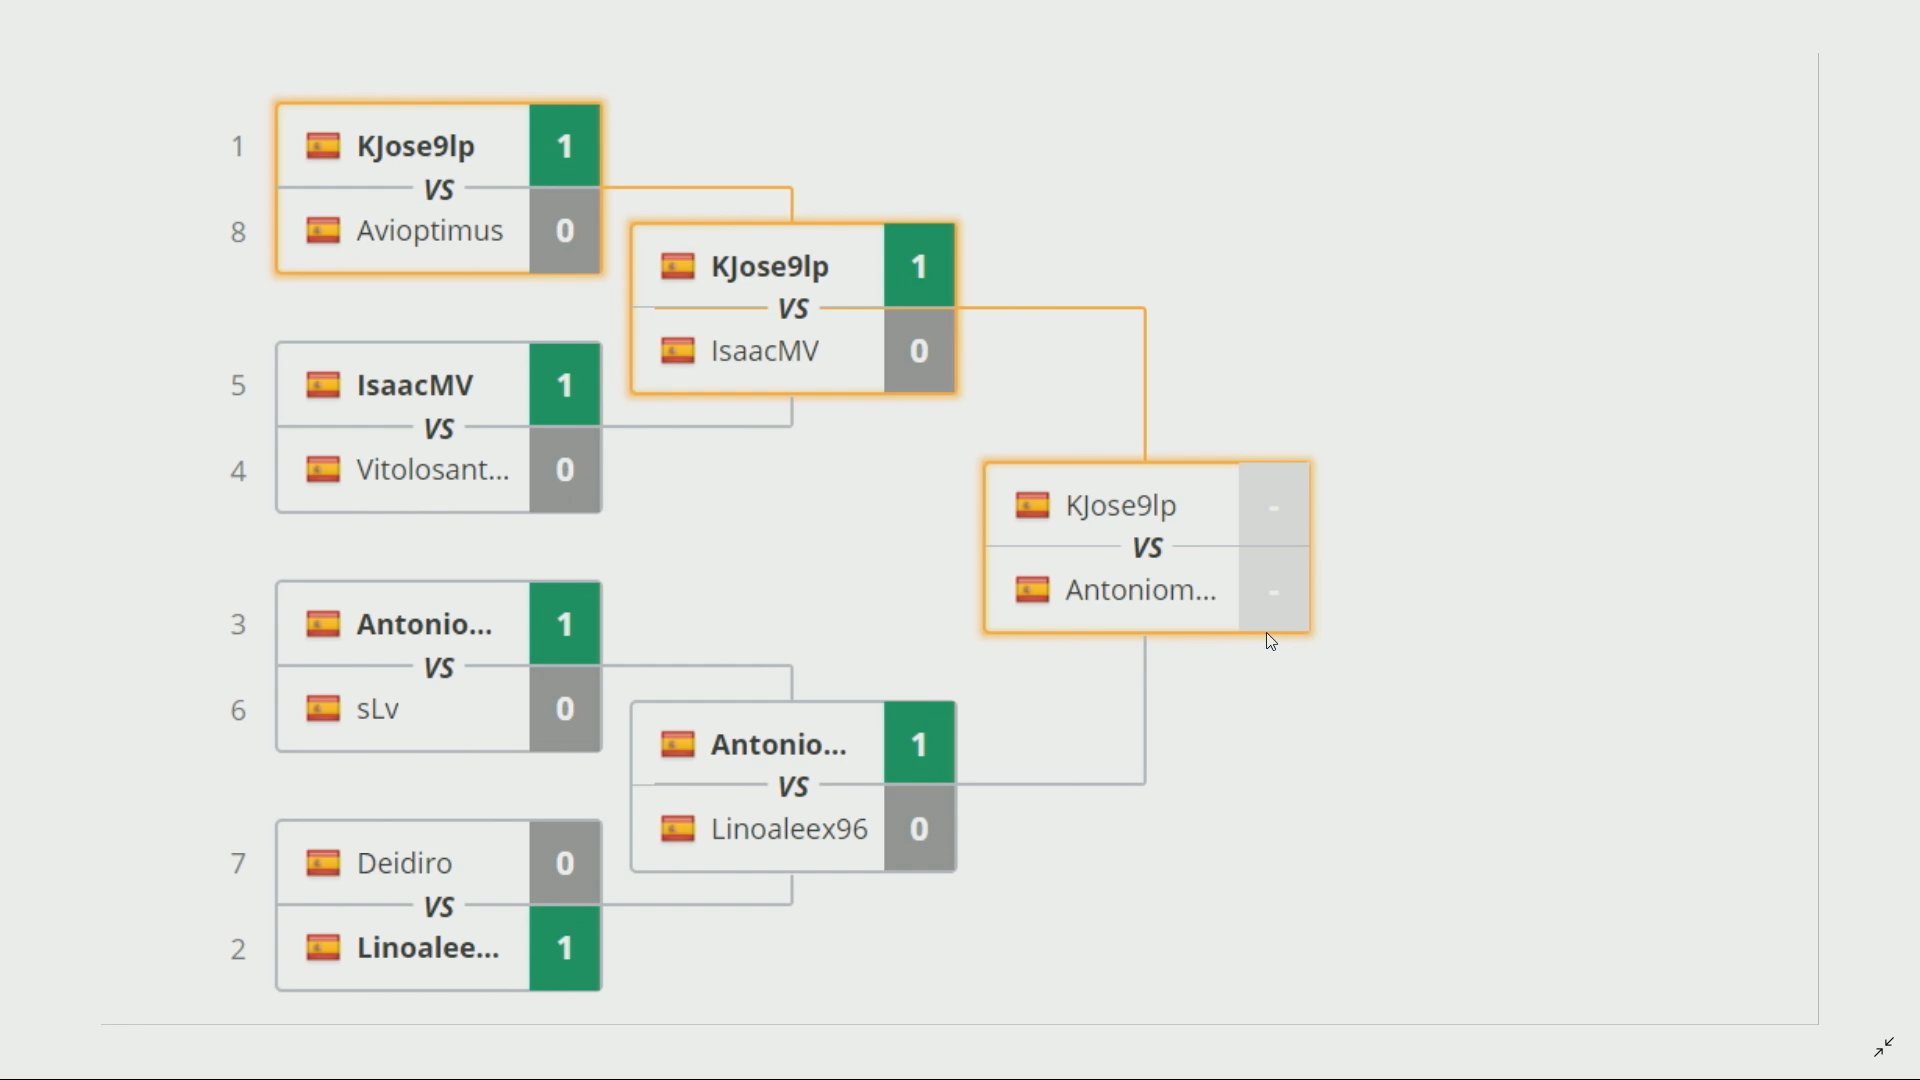 1 KJose9lp 1
VS
8 Avioptimus 0
5 IsaacMV 1
VS
4 Vitolosant... 0
3 Antonio... 1
VS
6 sLv 0
7 Deidiro 0
VS
2 Linoalee... 1
KJose9lp 1
VS
IsaacMV 0
Antonio... 1
VS
Linoaleex96 0
KJose9lp -
VS
Antoniom... -